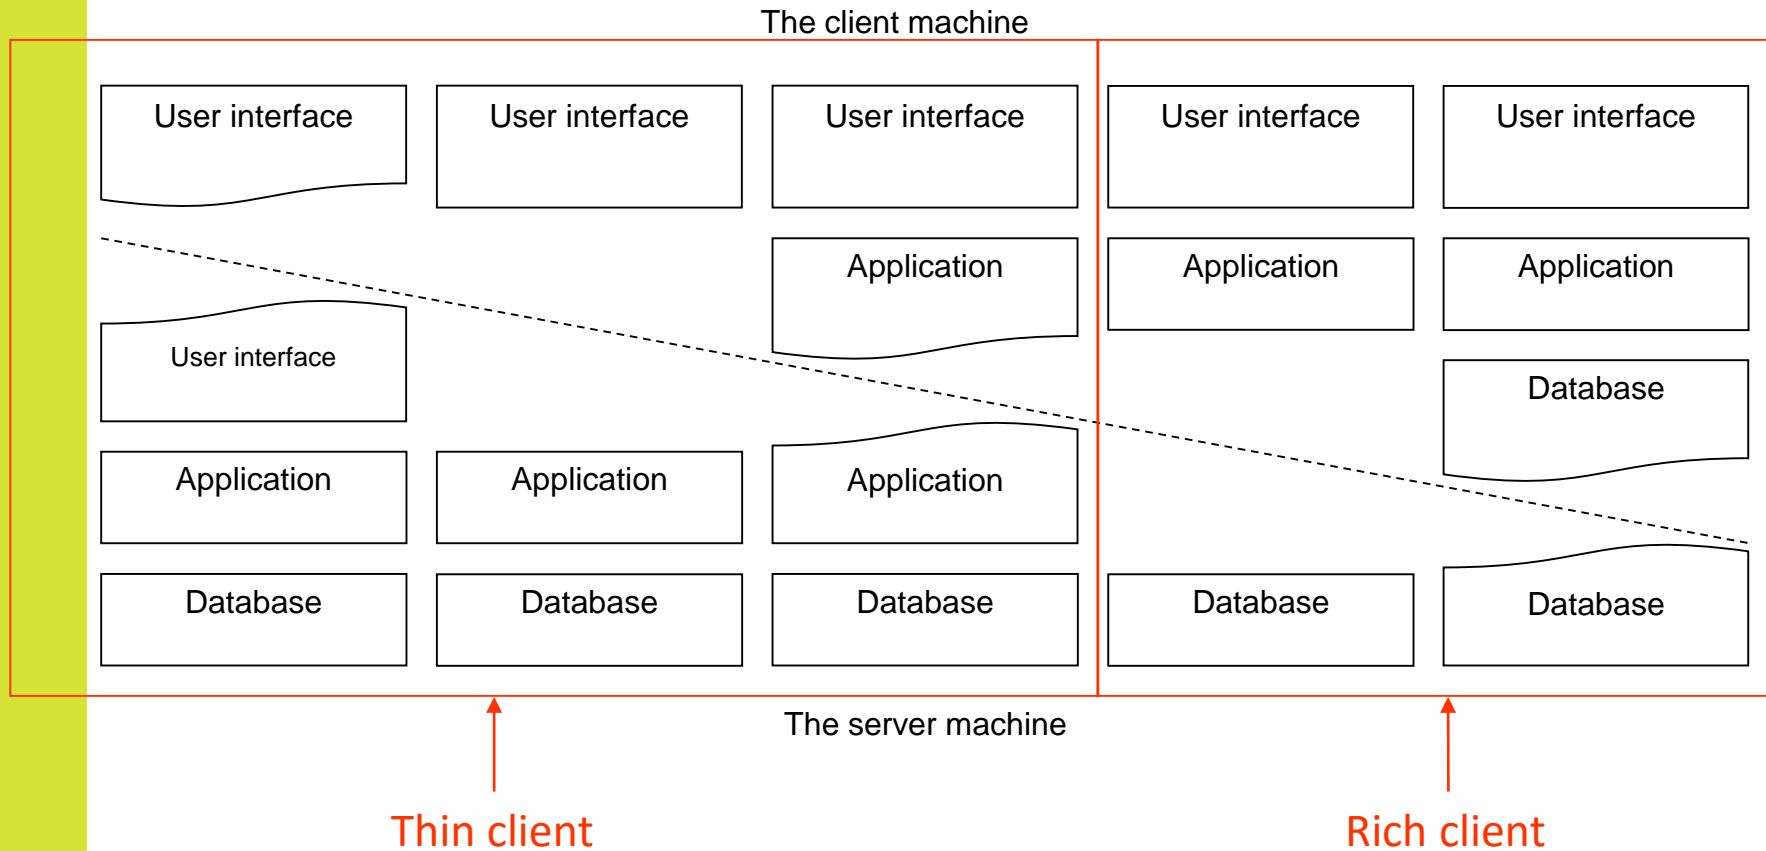 The client machine
User interface User interface User interface User interface User interface
Application Application Application
User interface
Database
Application Application Application
Database Database Database Database Database
The server machine
Thin client Rich client